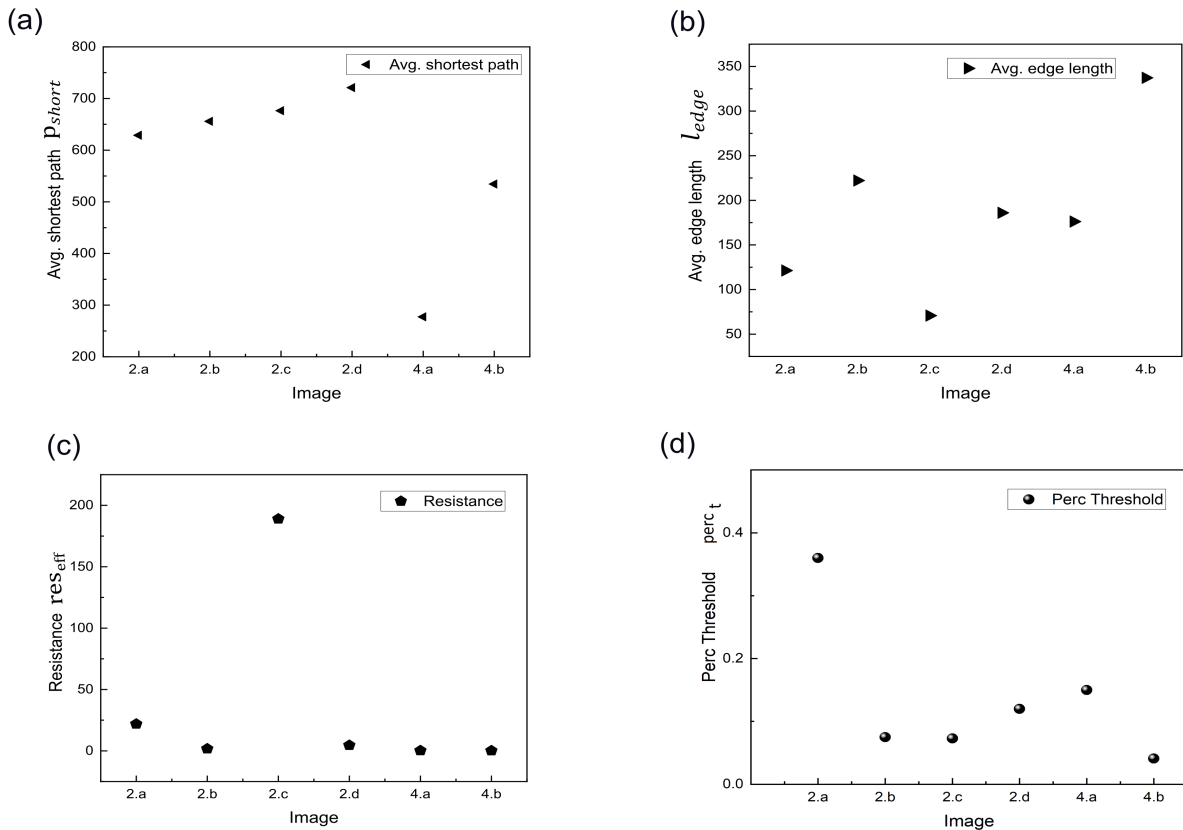 (a)
Avg. shortest path p_short
800
700
600
500
400
300
200
Avg. shortest path
2.a 2.b 2.c 2.d 4.a 4.b
Image
(b)
Avg. edge length l_edge
350
300
250
200
150
100
50
Avg. edge length
2.a 2.b 2.c 2.d 4.a 4.b
Image
(c)
Resistance res_eff
200
150
100
50
0
Resistance
2.a 2.b 2.c 2.d 4.a 4.b
Image
(d)
Perc Threshold perc_t
0.4
0.2
0.0
Perc Threshold
2.a 2.b 2.c 2.d 4.a 4.b
Image